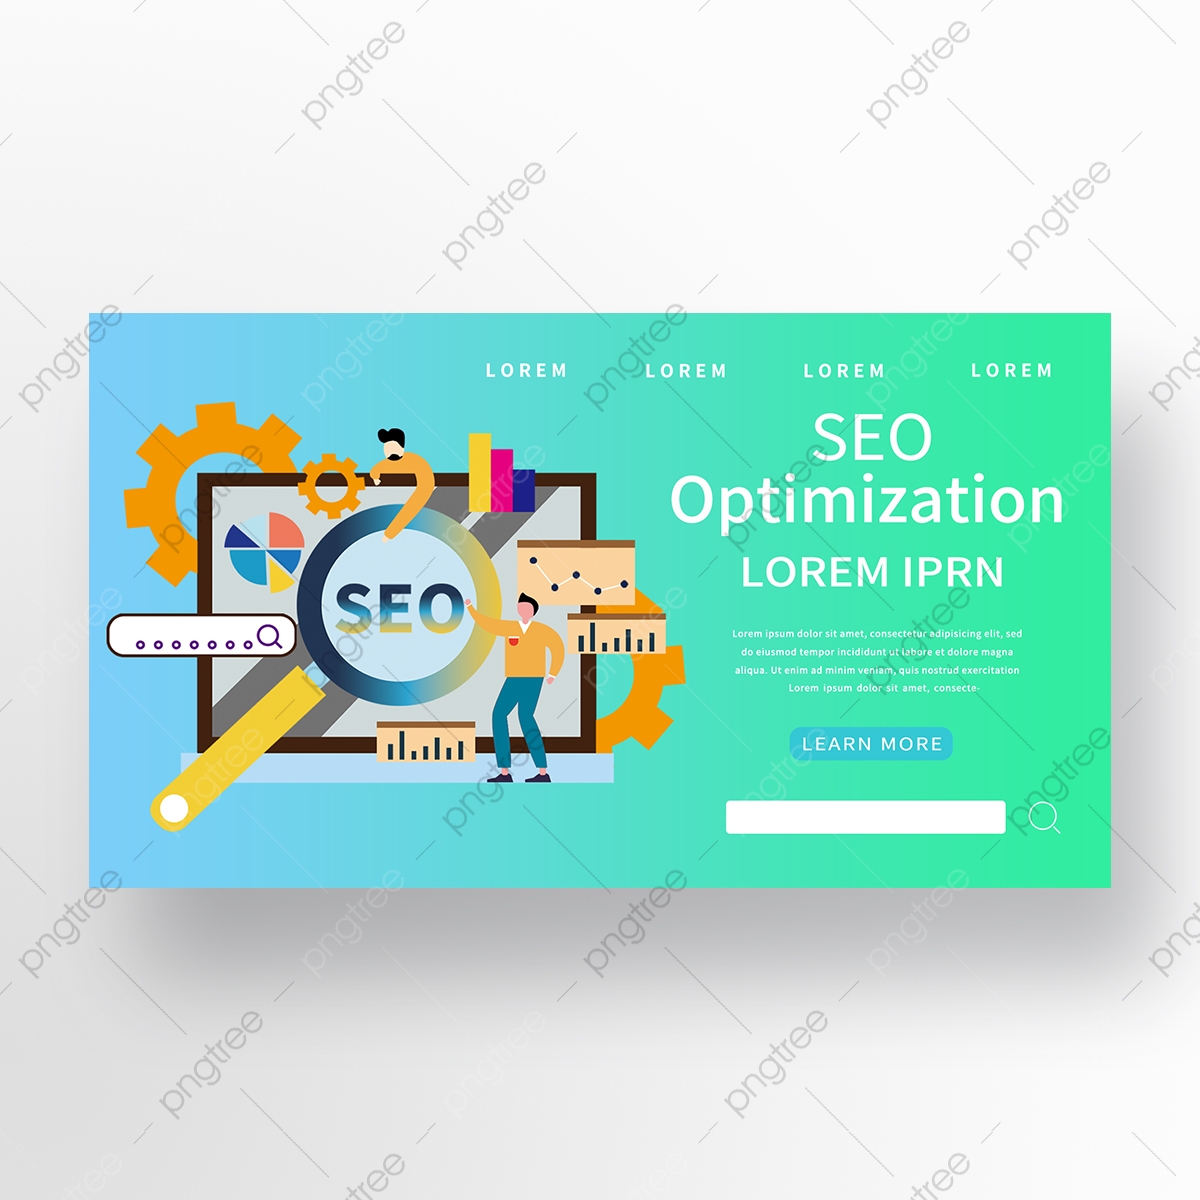 LOREM LOREM LOREM LOREM
SEO
Optimization
LOREM IPRN
Lorem ipsum dolor sit amet, consectetur adipisicing elit, sed
do eiusmod tempor incididunt ut labore et dolore magna
aliqua. Ut enim ad minim veniam, quis nostrud exercitation
Lorem ipsum dolor sit amet, consecte-
LEARN MORE
SEO
pngtree